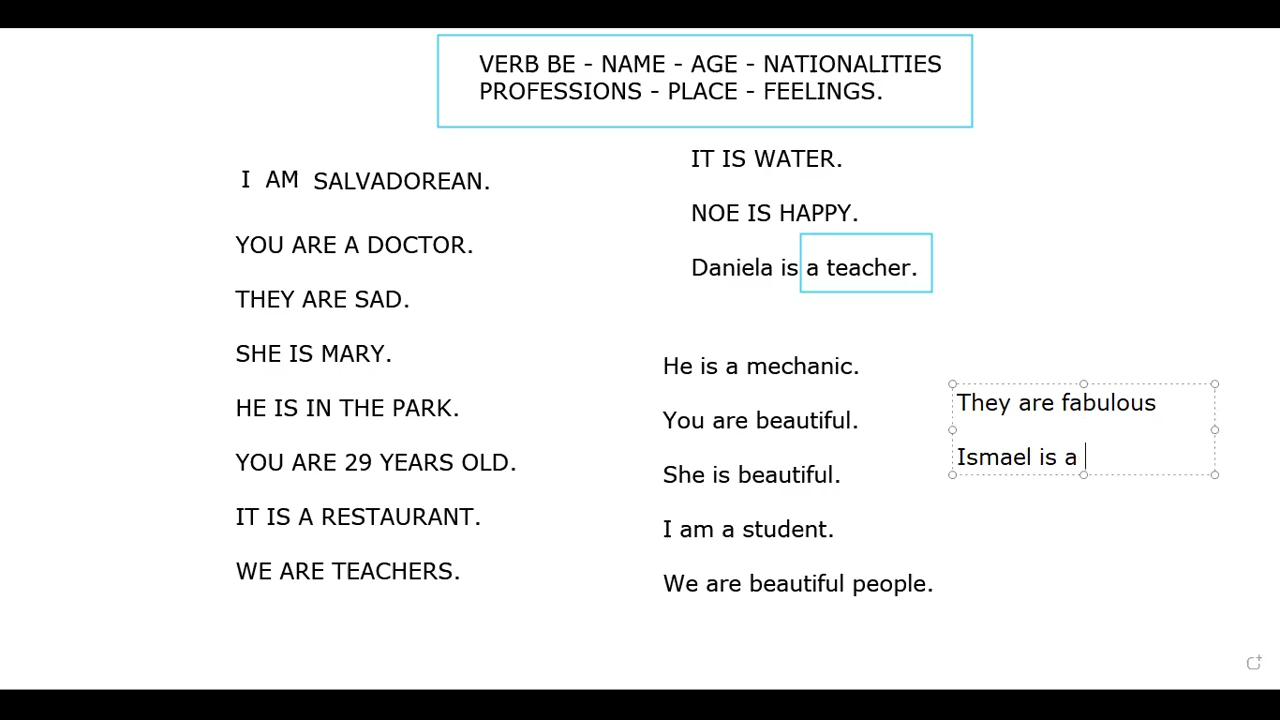 VERB BE - NAME - AGE - NATIONALITIES
PROFESSIONS - PLACE - FEELINGS.
I AM SALVADOREAN.
YOU ARE A DOCTOR.
THEY ARE SAD.
SHE IS MARY.
HE IS IN THE PARK.
YOU ARE 29 YEARS OLD.
IT IS A RESTAURANT.
WE ARE TEACHERS.
IT IS WATER.
NOE IS HAPPY.
Daniela is a teacher.
He is a mechanic.
You are beautiful.
She is beautiful.
I am a student.
We are beautiful people.
They are fabulous
Ismael is a